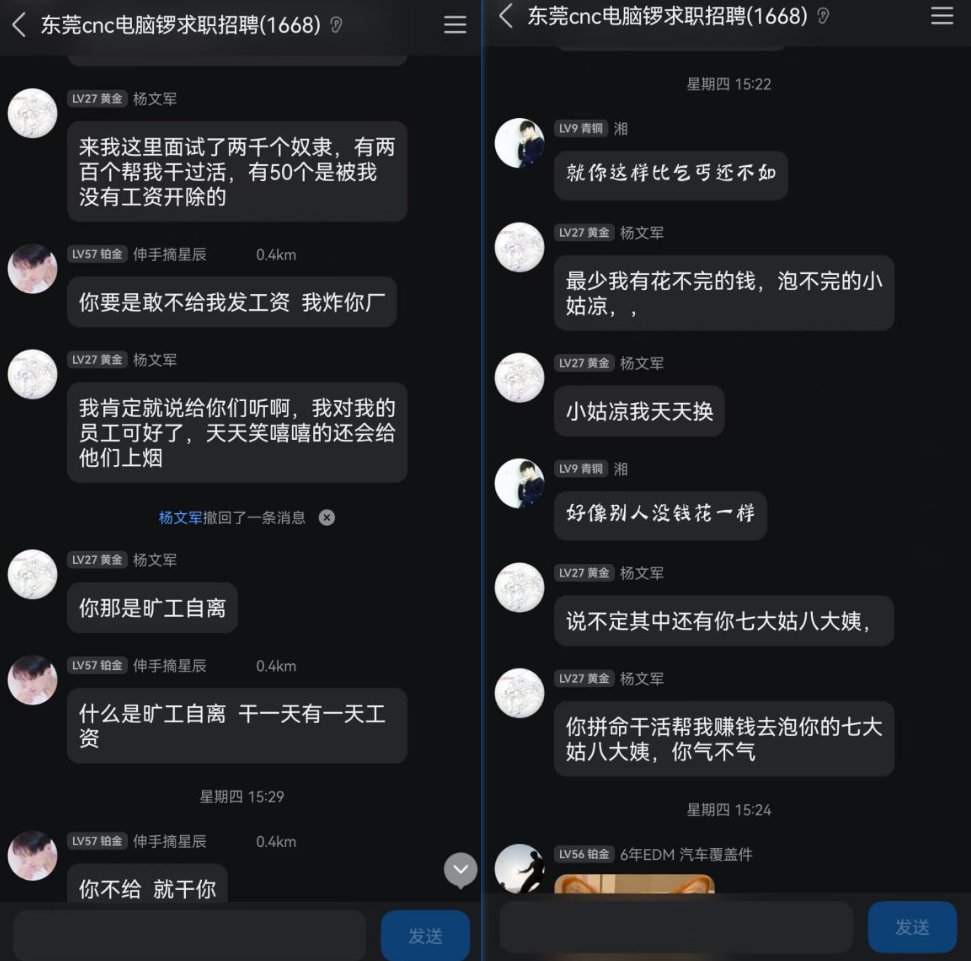 东莞cnc电脑锣求职招聘(1668)
LV27 黄金 杨文军
来我这里面试了两千个奴隶，有两
百个帮我干过活，有50个是被我
没有工资开除的
LV57 铂金 伸手摘星辰 0.4km
你要是敢不给我发工资 我炸你厂
LV27 黄金 杨文军
我肯定就说给你们听啊，我对我的
员工可好了，天天笑嘻嘻的还会给
他们上烟
杨文军撤回了一条消息
LV27 黄金 杨文军
你那是旷工自离
LV57 铂金 伸手摘星辰 0.4km
什么是旷工自离 干一天有一天工
资
星期四 15:29
LV57 铂金 伸手摘星辰 0.4km
你不给 就干你
发送
东莞cnc电脑锣求职招聘(1668)
星期四 15:22
LV9 青铜 湘
就你这样比乞丐还不如
LV27 黄金 杨文军
最少我有花不完的钱，泡不完的小
姑凉，，
LV27 黄金 杨文军
小姑凉我天天换
LV9 青铜 湘
好像别人没钱花一样
LV27 黄金 杨文军
说不定其中还有你七大姑八大姨，
LV27 黄金 杨文军
你拼命干活帮我赚钱去泡你的七大
姑八大姨，你气不气
星期四 15:24
LV56 铂金 6年EDM 汽车覆盖件
发送